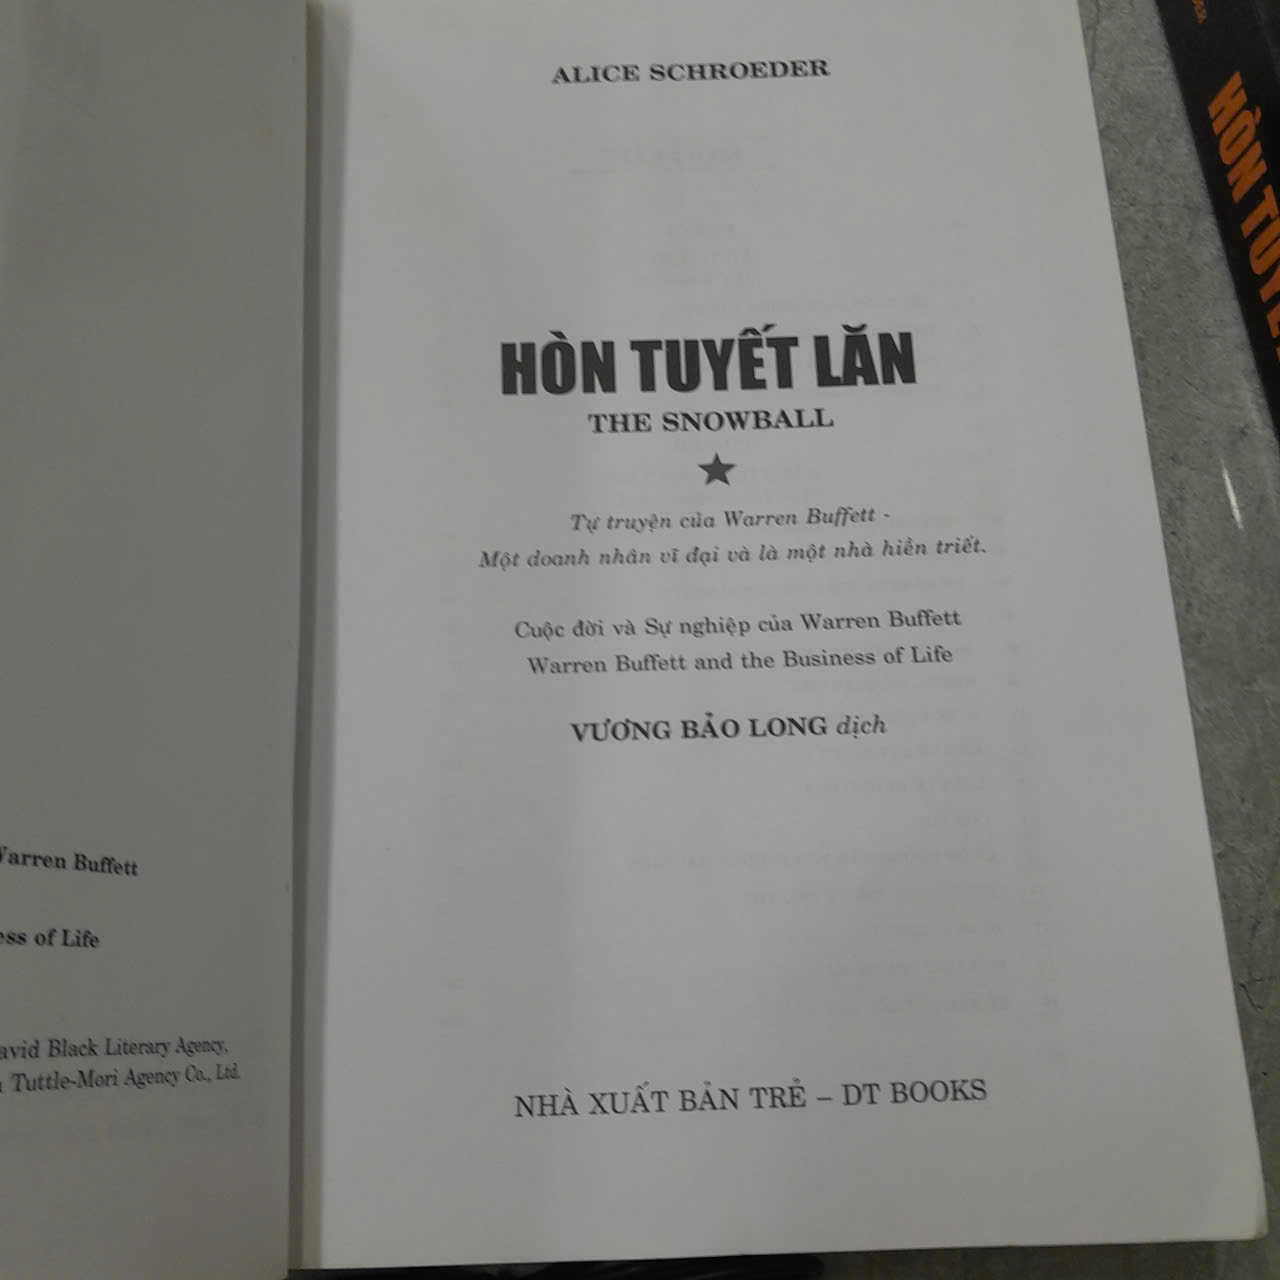 Warren Buffett
of Life
David Black Literary Agency,
Tuttle-Mori Agency Co., Ltd.
ALICE SCHROEDER
HÒN TUYẾT LĂN
THE SNOWBALL
Tự truyện của Warren Buffett -
Một doanh nhân vĩ đại và là một nhà hiền triết.
Cuộc đời và Sự nghiệp của Warren Buffett
Warren Buffett and the Business of Life
VƯƠNG BẢO LONG dịch
NHÀ XUẤT BẢN TRẺ – DT BOOKS
HÒN TUYẾT